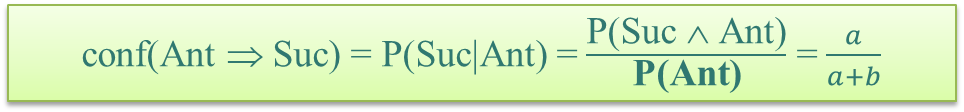 conf(Ant ⇒ Suc) = P(Suc|Ant) = P(Suc ∧ Ant) / P(Ant) = a / a+b